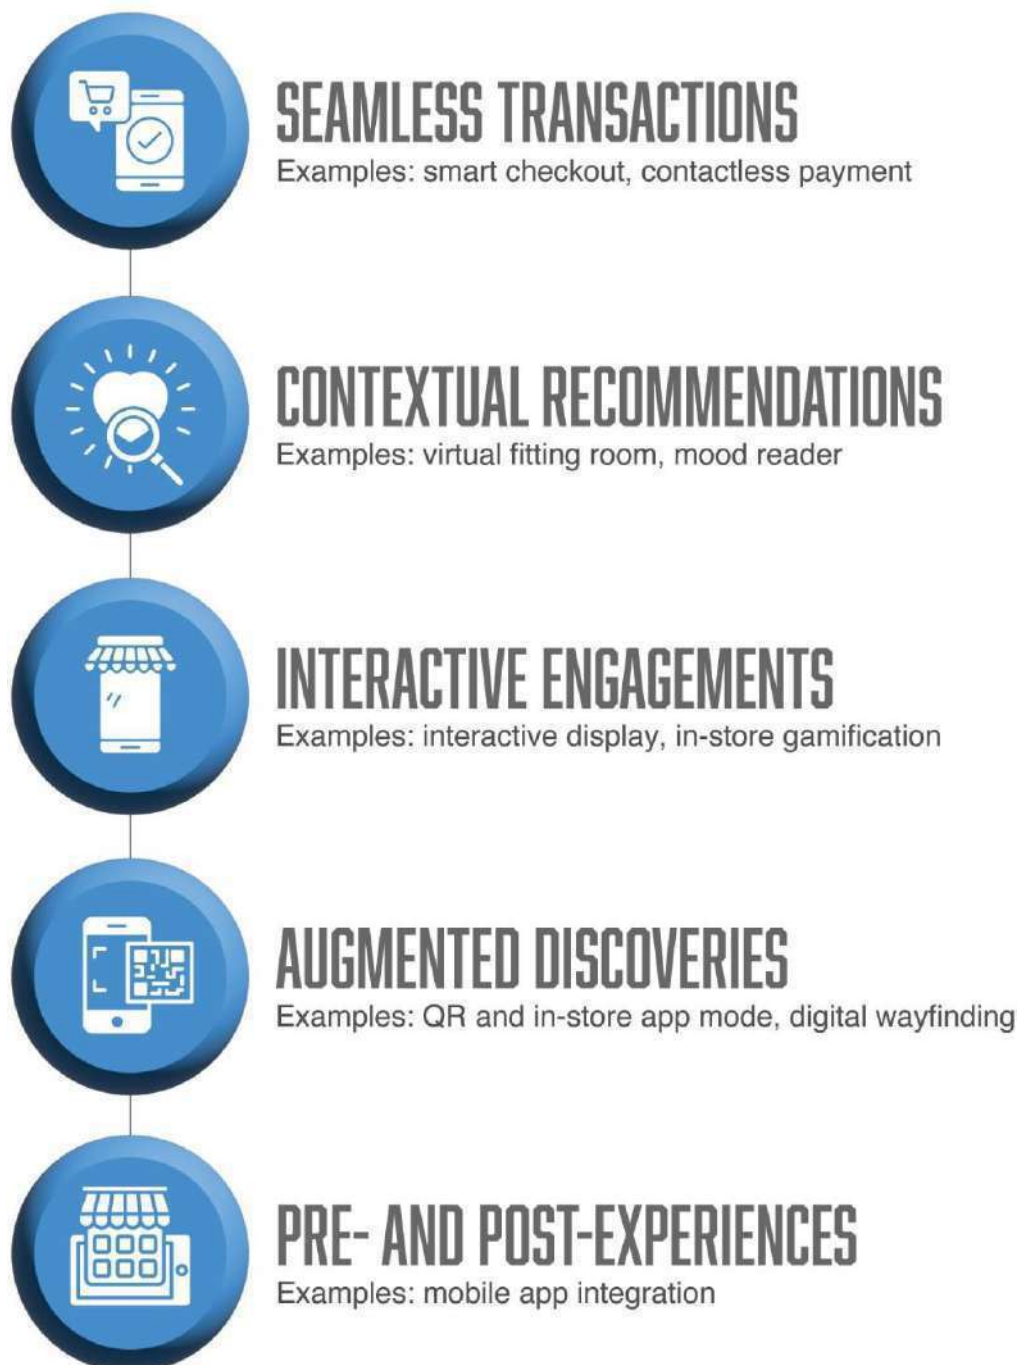 SEAMLESS TRANSACTIONS
Examples: smart checkout, contactless payment
CONTEXTUAL RECOMMENDATIONS
Examples: virtual fitting room, mood reader
INTERACTIVE ENGAGEMENTS
Examples: interactive display, in-store gamification
AUGMENTED DISCOVERIES
Examples: QR and in-store app mode, digital wayfinding
PRE- AND POST-EXPERIENCES
Examples: mobile app integration